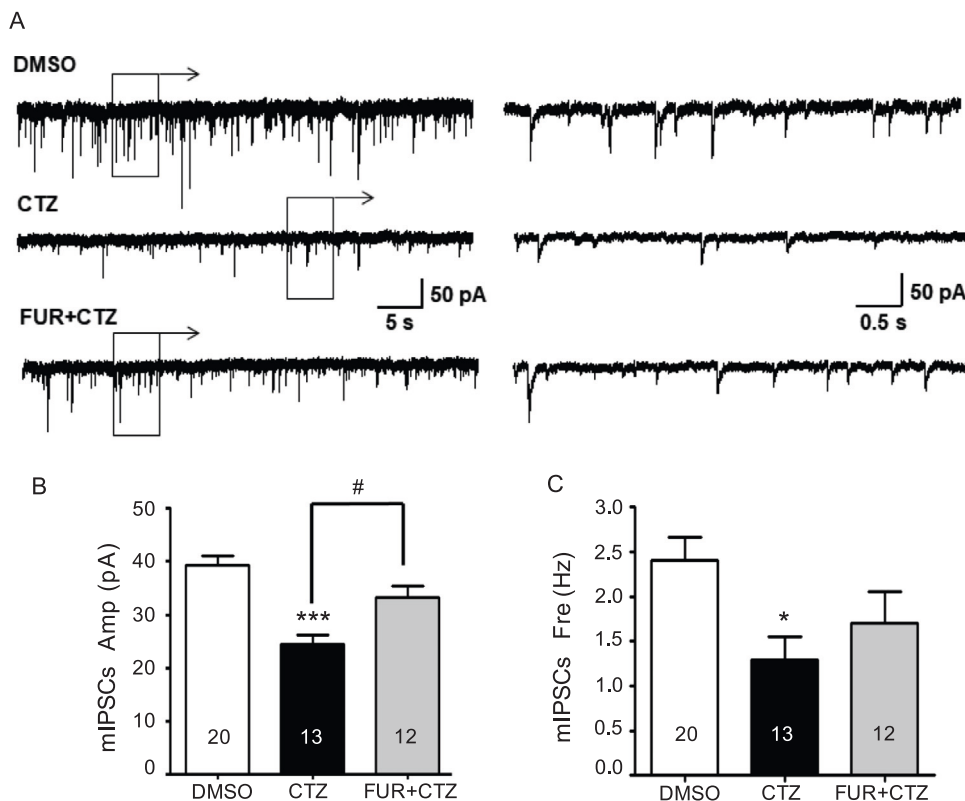 A
DMSO
CTZ
50 pA
5 s
50 pA
0.5 s
FUR+CTZ
B
#
50
40
30
20
10
0
mIPSCs Amp (pA)
***
20
13
12
DMSO
CTZ
FUR+CTZ
C
3.0
2.5
2.0
1.5
1.0
0.5
0.0
mIPSCs Fre (Hz)
*
20
13
12
DMSO
CTZ
FUR+CTZ